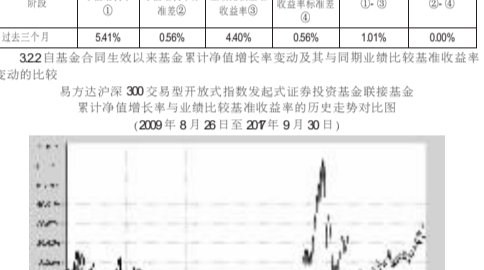 阶段 ① 准差② 收益率③ 收益率标准差④ ①-③ ②-④
过去三个月 5.41% 0.56% 4.40% 0.56% 1.01% 0.00%
3.2.2自基金合同生效以来基金累计净值增长率变动及其与同期业绩比较基准收益率
变动的比较
易方达沪深 300 交易型开放式指数发起式证券投资基金联接基金
累计净值增长率与业绩比较基准收益率的历史走势对比图
(2009 年 8 月 26 日至 2017 年 9 月 30 日)